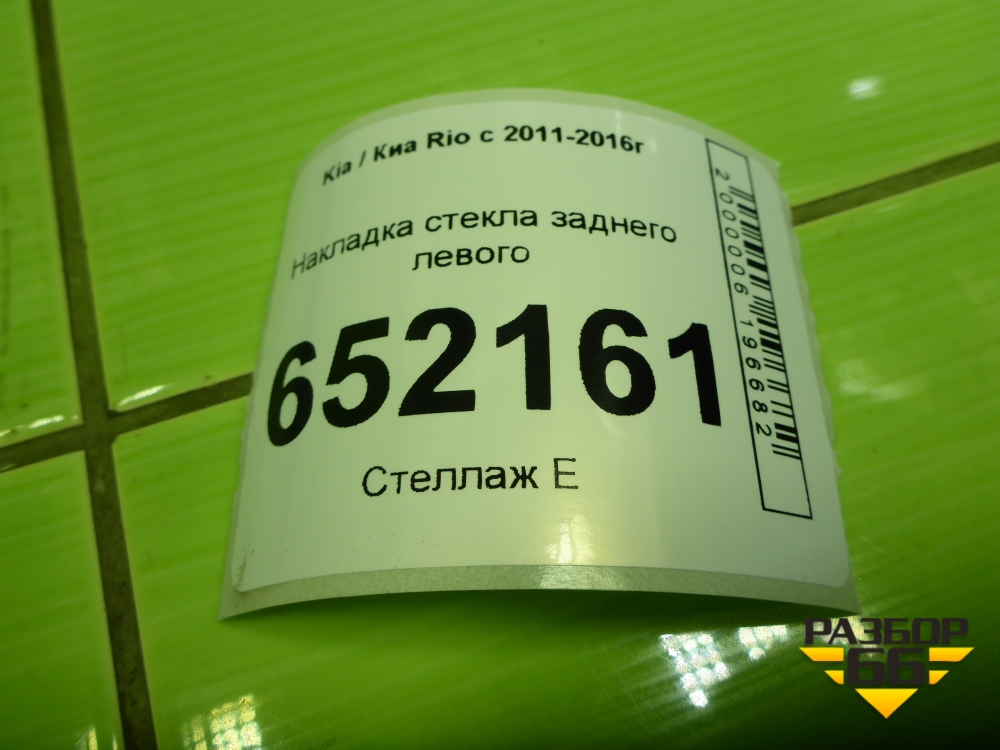 Kia / Киа Rio с 2011-2016г
Накладка стекла заднего
левого
652161
Стеллаж Е
2000006196682
РАЗБОР
66